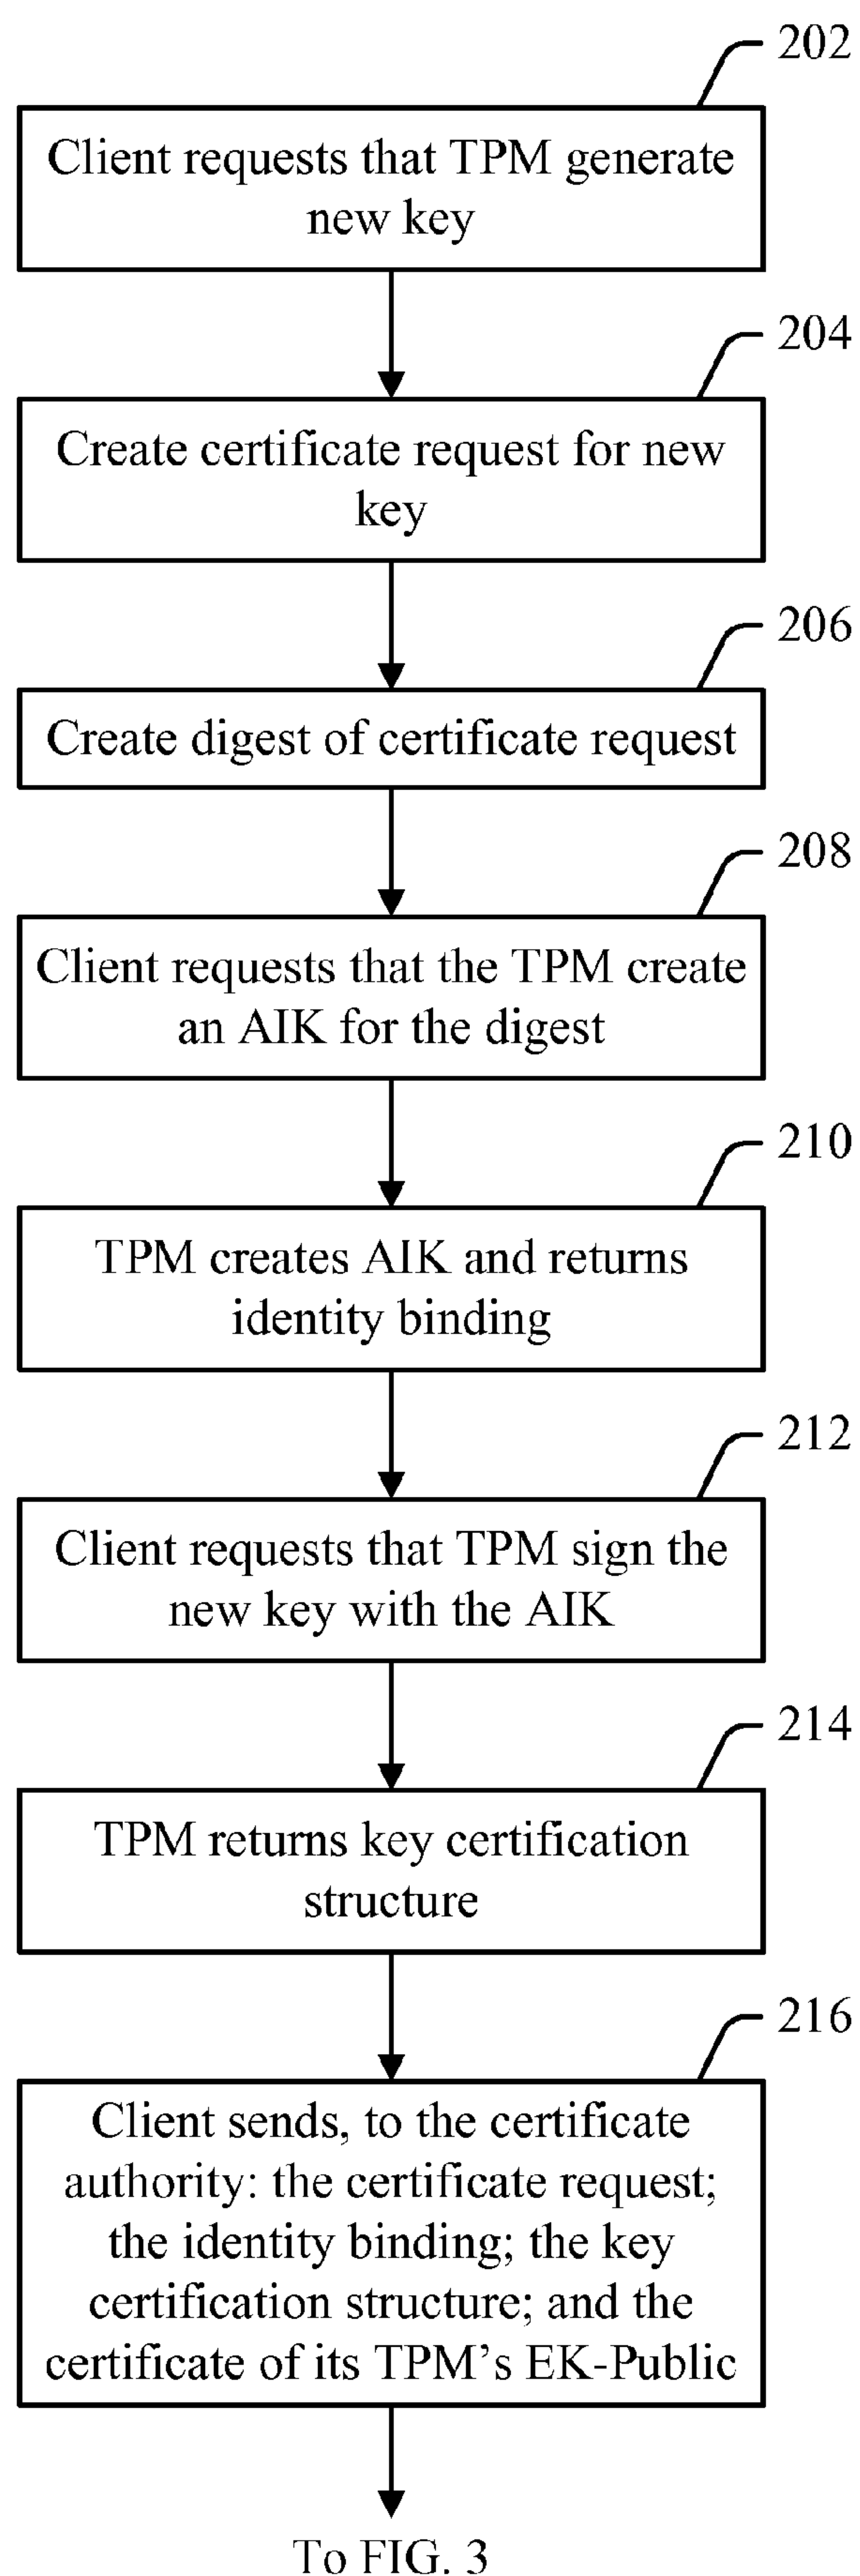 202
Client requests that TPM generate
new key
204
Create certificate request for new
key
206
Create digest of certificate request
208
Client requests that the TPM create
an AIK for the digest
210
TPM creates AIK and returns
identity binding
212
Client requests that TPM sign the
new key with the AIK
214
TPM returns key certification
structure
216
Client sends, to the certificate
authority: the certificate request;
the identity binding; the key
certification structure; and the
certificate of its TPM’s EK-Public
To FIG. 3